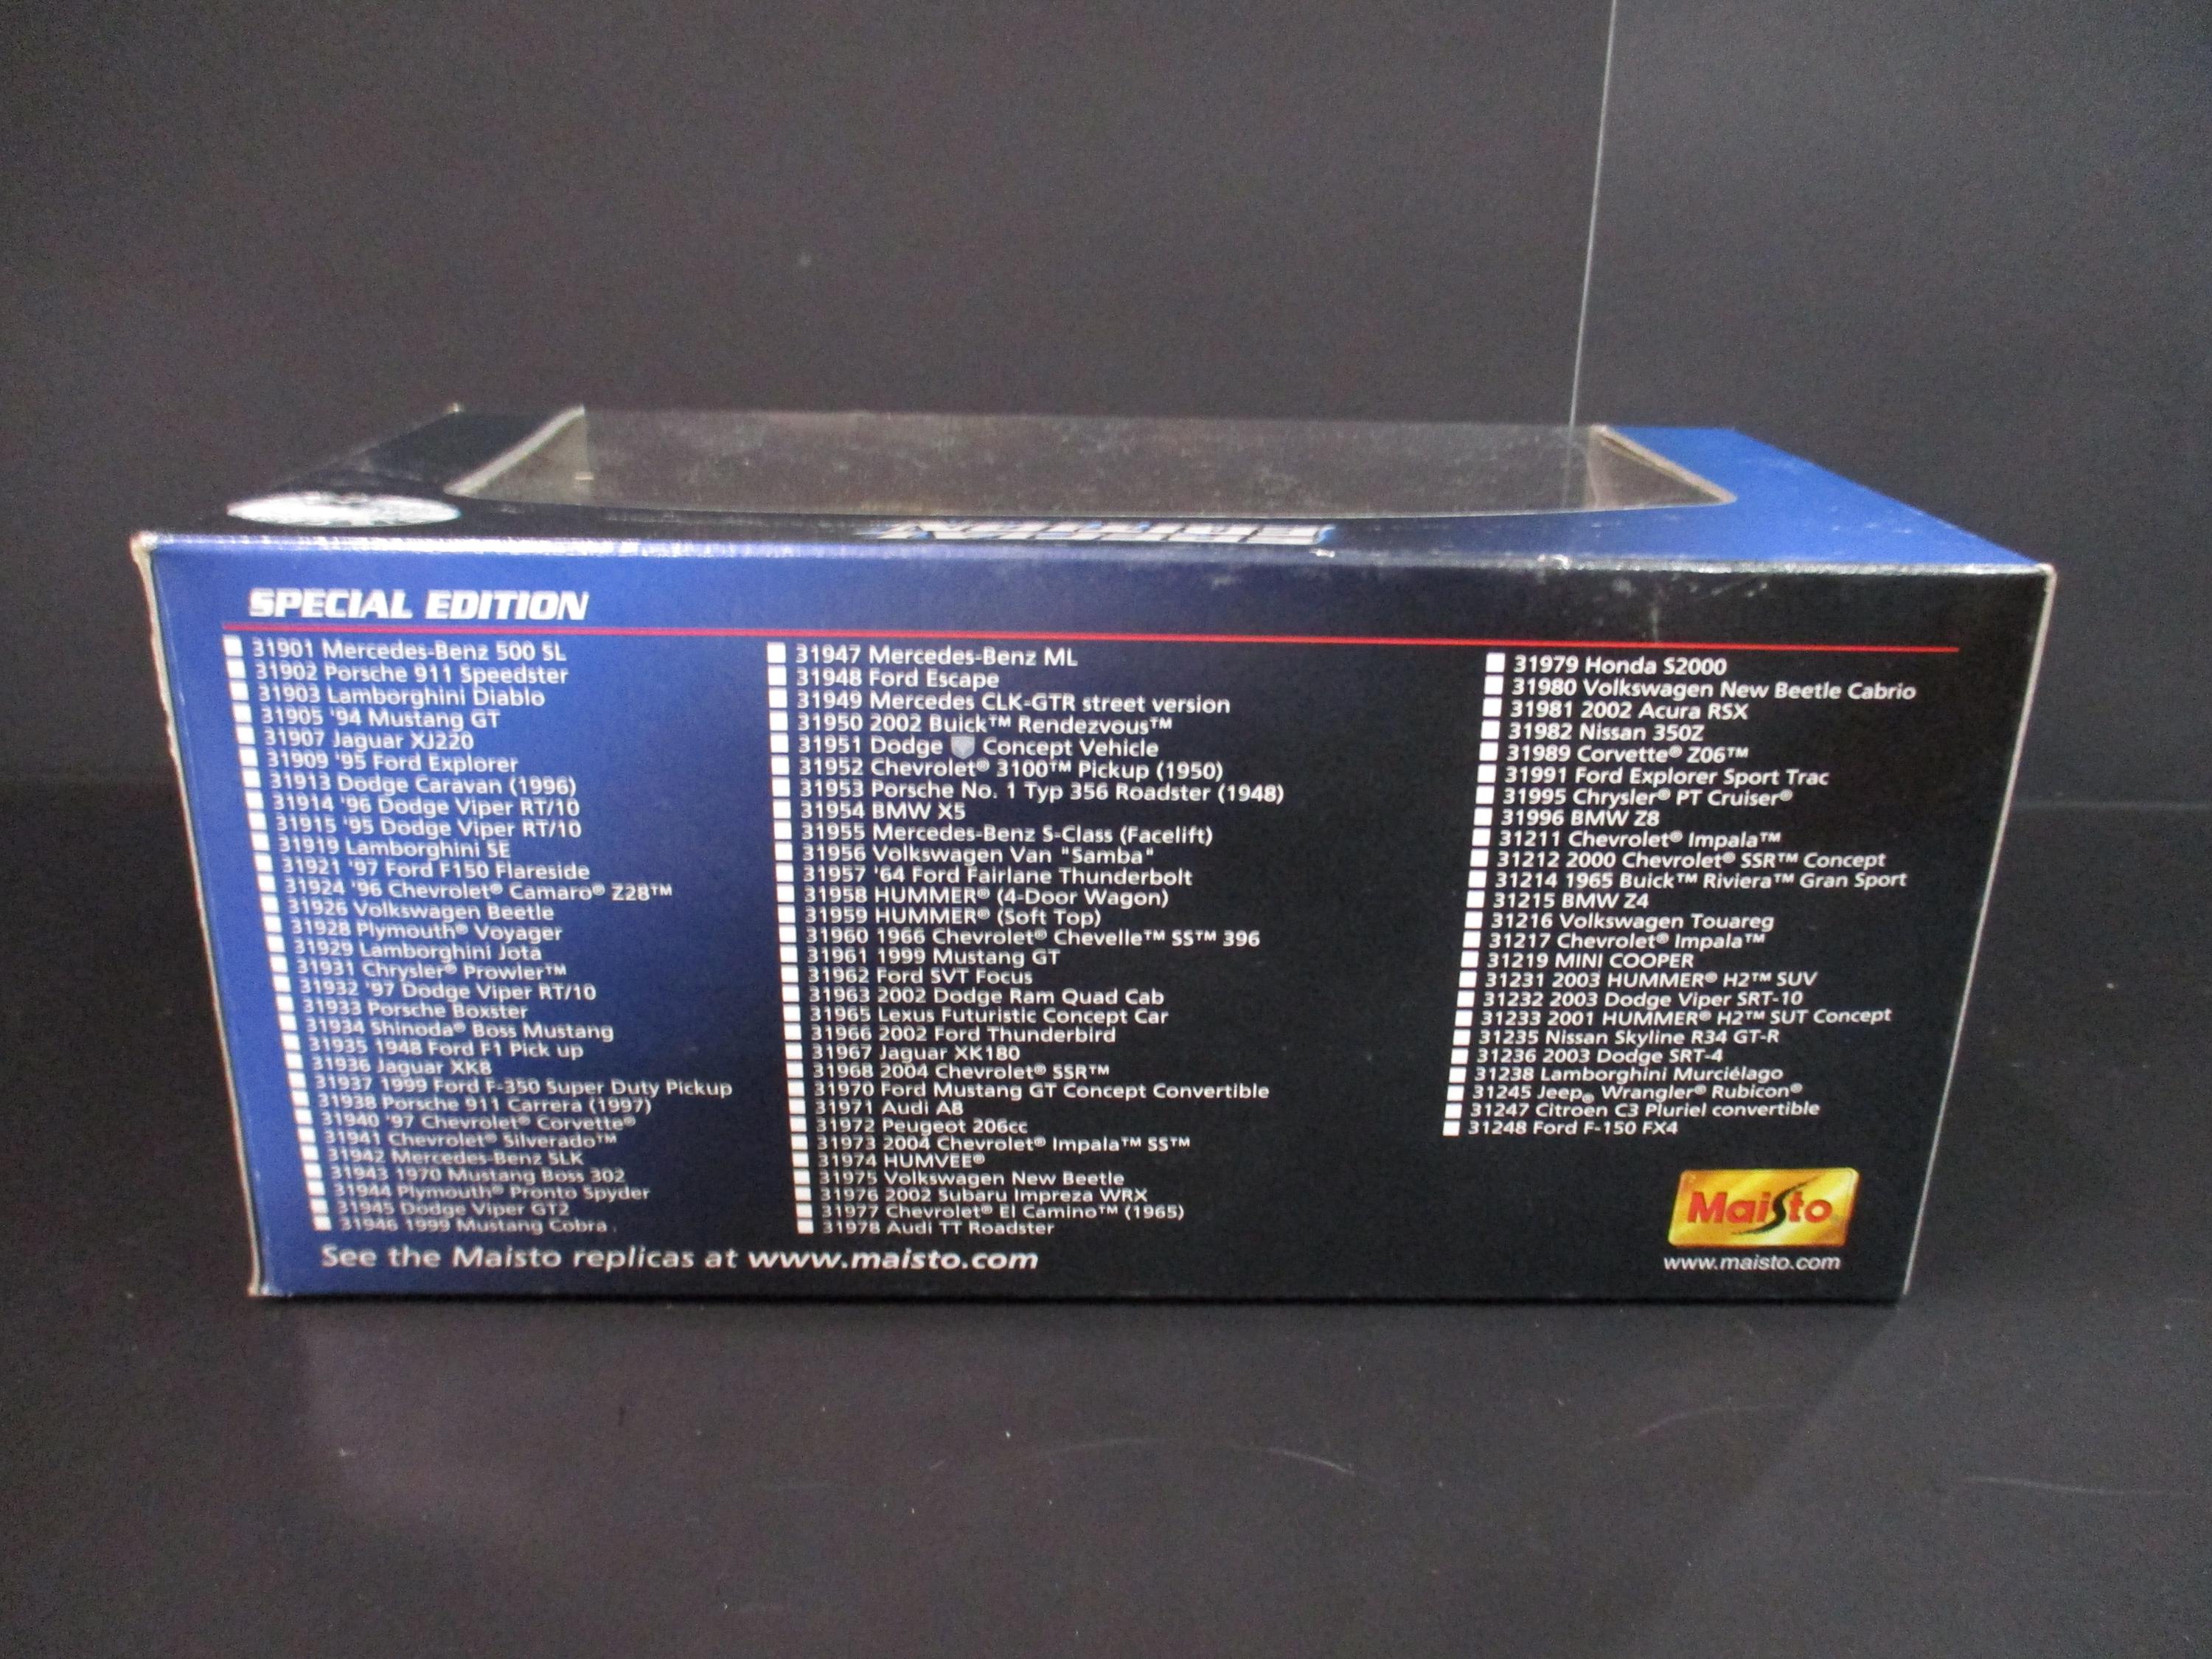 SPECIAL EDITION
31901 Mercedes-Benz 500 SL
31902 Porsche 911 Speedster
31903 Lamborghini Diablo
31905 '94 Mustang GT
31907 Jaguar XJ220
31909 '95 Ford Explorer
31913 Dodge Caravan (1996)
31914 '96 Dodge Viper RT/10
31915 '95 Dodge Viper RT/10
31919 Lamborghini SE
31921 '97 Ford F150 Flareside
31924 '96 Chevrolet® Camaro® Z28™
31926 Volkswagen Beetle
31928 Plymouth® Voyager
31929 Lamborghini Jota
31931 Chrysler® Prowler™
31932 '97 Dodge Viper RT/10
31933 Porsche Boxster
31934 Shinoda® Boss Mustang
31935 1948 Ford F1 Pick up
31936 Jaguar XK8
31937 1999 Ford F-350 Super Duty Pickup
31938 Porsche 911 Carrera (1997)
31940 '97 Chevrolet® Corvette®
31941 Chevrolet® Silverado™
31942 Mercedes-Benz SLK
31943 1970 Mustang Boss 302
31944 Plymouth® Pronto Spyder
31945 Dodge Viper GT2
31946 1999 Mustang Cobra
31947 Mercedes-Benz ML
31948 Ford Escape
31949 Mercedes CLK-GTR street version
31950 2002 Buick™ Rendezvous™
31951 Dodge Concept Vehicle
31952 Chevrolet® 3100™ Pickup (1950)
31953 Porsche No. 1 Typ 356 Roadster (1948)
31954 BMW X5
31955 Mercedes-Benz S-Class (Facelift)
31956 Volkswagen Van "Samba"
31957 '64 Ford Fairlane Thunderbolt
31958 HUMMER® (4-Door Wagon)
31959 HUMMER® (Soft Top)
31960 1966 Chevrolet® Chevelle™ SS™ 396
31961 1999 Mustang GT
31962 Ford SVT Focus
31963 2002 Dodge Ram Quad Cab
31965 Lexus Futuristic Concept Car
31966 2002 Ford Thunderbird
31967 Jaguar XK180
31968 2004 Chevrolet® SSR™
31970 Ford Mustang GT Concept Convertible
31971 Audi A8
31972 Peugeot 206cc
31973 2004 Chevrolet® Impala™ SS™
31974 HUMVEE®
31975 Volkswagen New Beetle
31976 2002 Subaru Impreza WRX
31977 Chevrolet® El Camino™ (1965)
31978 Audi TT Roadster
31979 Honda S2000
31980 Volkswagen New Beetle Cabrio
31981 2002 Acura RSX
31982 Nissan 350Z
31989 Corvette® Z06™
31991 Ford Explorer Sport Trac
31995 Chrysler® PT Cruiser®
31996 BMW Z8
31211 Chevrolet® Impala™
31212 2000 Chevrolet® SSR™ Concept
31214 1965 Buick™ Riviera™ Gran Sport
31215 BMW Z4
31216 Volkswagen Touareg
31217 Chevrolet® Impala™
31219 MINI COOPER
31231 2003 HUMMER® H2™ SUV
31232 2003 Dodge Viper SRT-10
31233 2001 HUMMER® H2™ SUT Concept
31235 Nissan Skyline R34 GT-R
31236 2003 Dodge SRT-4
31238 Lamborghini Murciélago
31245 Jeep® Wrangler® Rubicon®
31247 Citroën C3 Pluriel convertible
31248 Ford F-150 FX4
Maisto
www.maisto.com
See the Maisto replicas at www.maisto.com